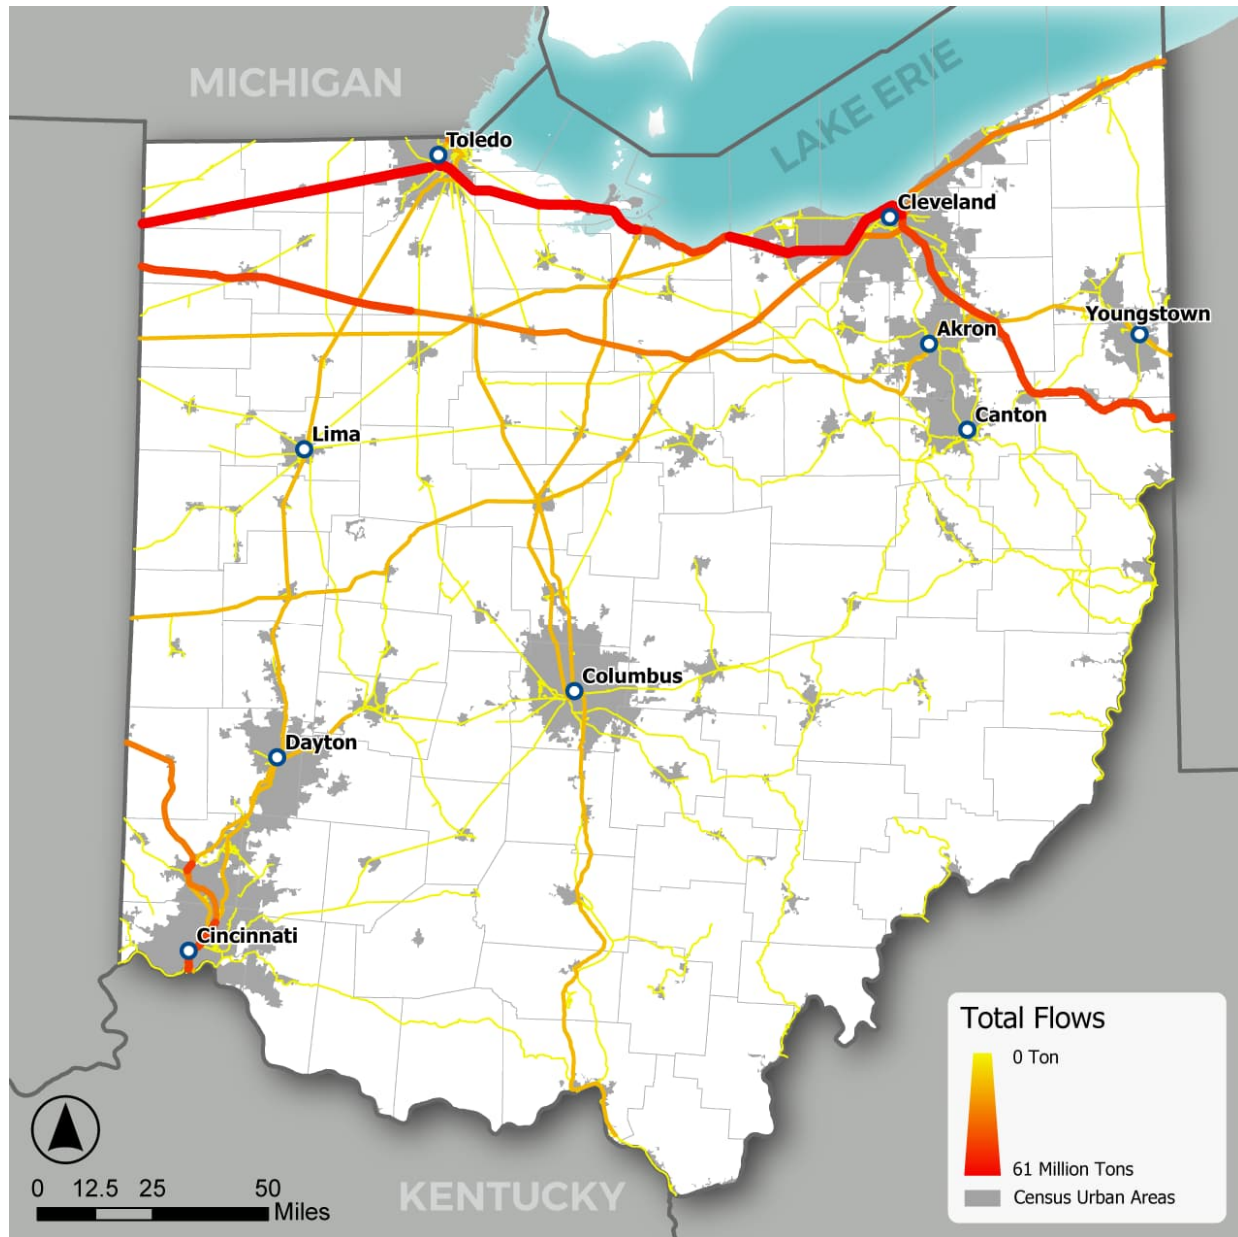 MICHIGAN
LAKE ERIE
Toledo
Cleveland
Youngstown
Akron
Canton
Lima
Columbus
Dayton
Cincinnati
KENTUCKY
Total Flows
0 Ton
61 Million Tons
Census Urban Areas
0 12.5 25 50
Miles